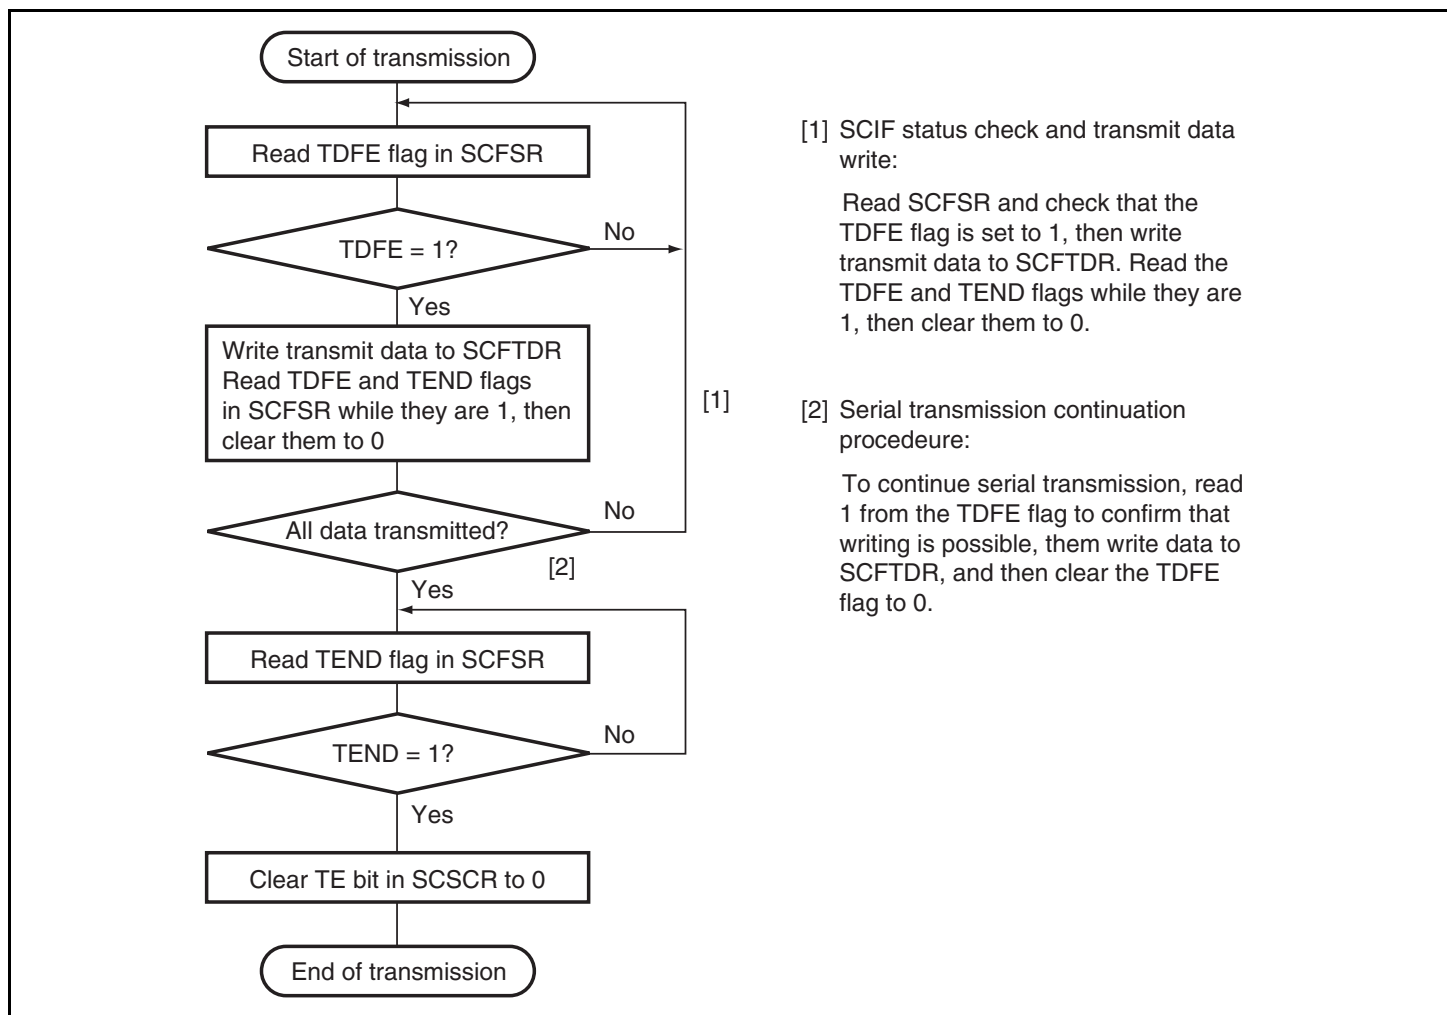 Start of transmission
Read TDFE flag in SCFSR
TDFE = 1?
No
Yes
Write transmit data to SCFTDR
Read TDFE and TEND flags
in SCFSR while they are 1, then
clear them to 0
[1]
All data transmitted?
No
[2]
Yes
Read TEND flag in SCFSR
TEND = 1?
No
Yes
Clear TE bit in SCSCR to 0
End of transmission
[1] SCIF status check and transmit data
write:
Read SCFSR and check that the
TDFE flag is set to 1, then write
transmit data to SCFTDR. Read the
TDFE and TEND flags while they are
1, then clear them to 0.
[2] Serial transmission continuation
procedeure:
To continue serial transmission, read
1 from the TDFE flag to confirm that
writing is possible, them write data to
SCFTDR, and then clear the TDFE
flag to 0.